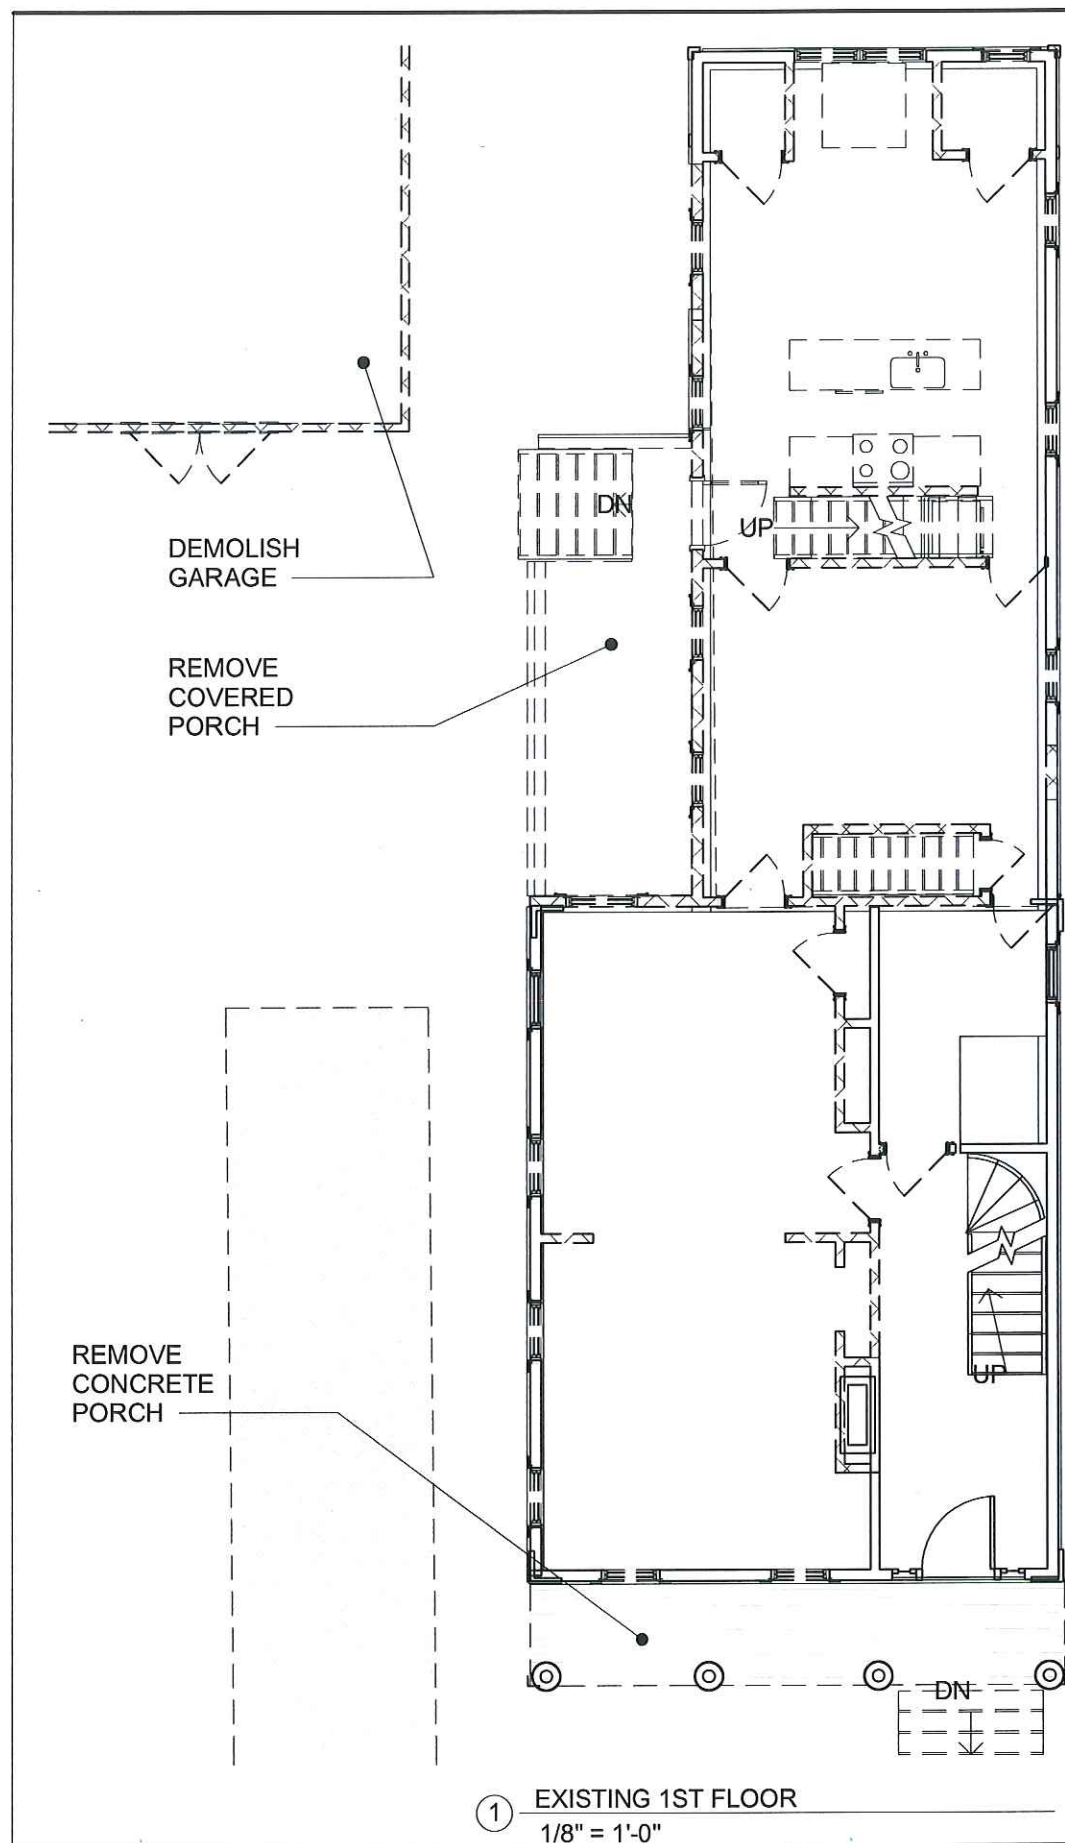 DN
UP
DEMOLISH
GARAGE
REMOVE
COVERED
PORCH
REMOVE
CONCRETE
PORCH
UP
DN
1 EXISTING 1ST FLOOR
1/8" = 1'-0"